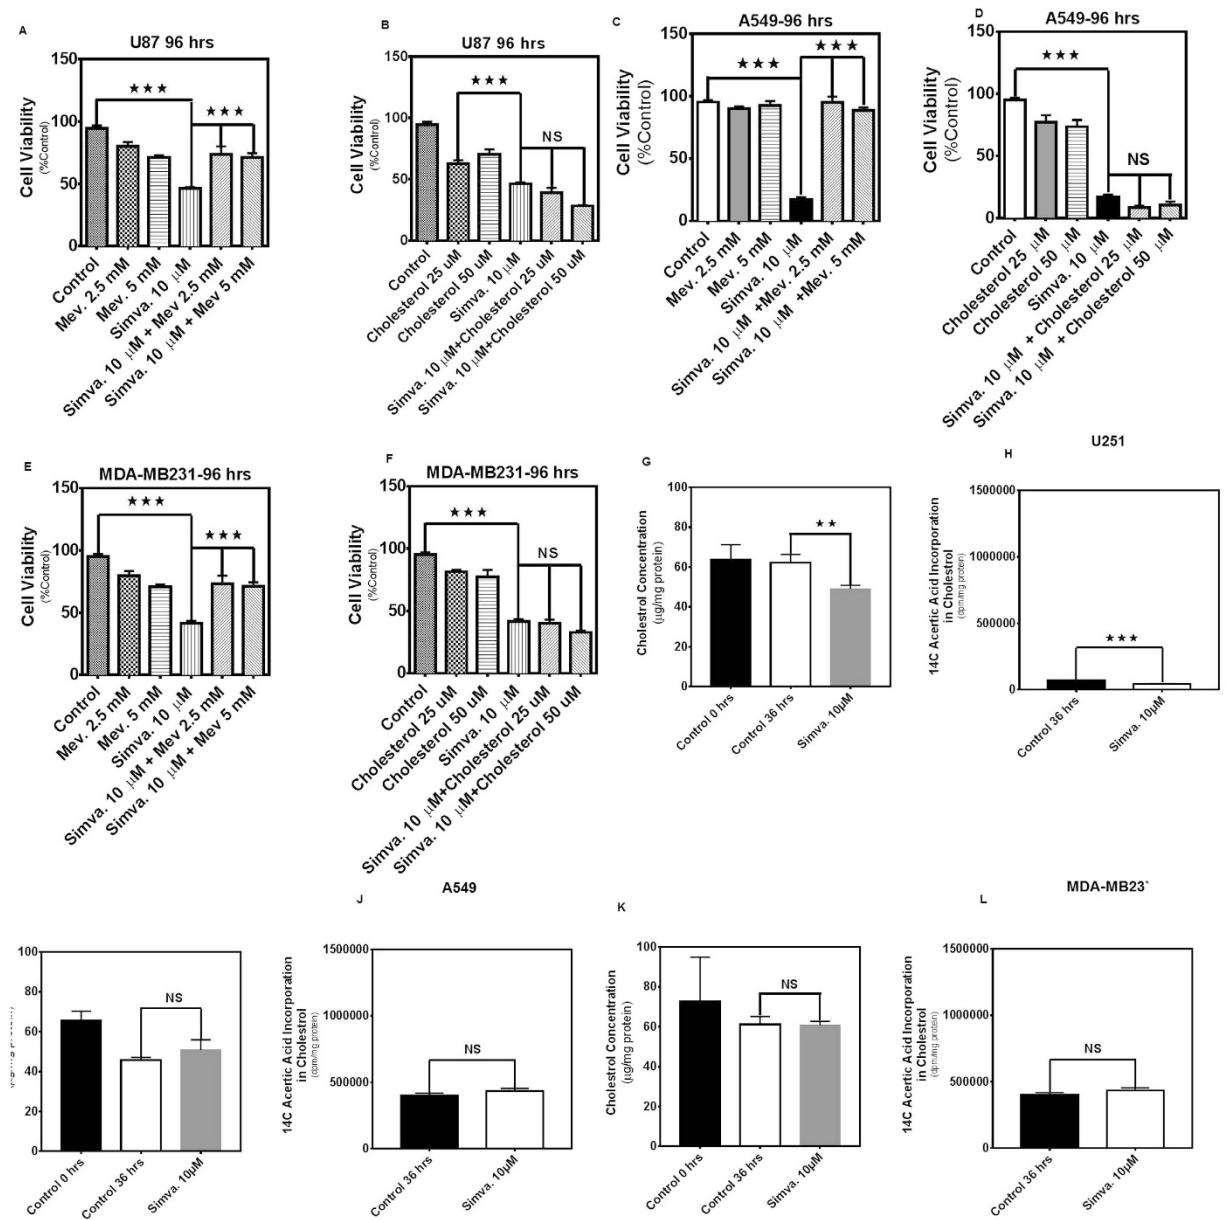 A
U87 96 hrs
Cell Viability
(%Control)
150
100
50
0
★★★
★★★
Control
Mev. 2.5 mM
Mev. 5 mM
Simva. 10 μM
Simva. 10 μM + Mev 2.5 mM
Simva. 10 μM + Mev 5 mM
B
U87 96 hrs
Cell Viability
(%Control)
150
100
50
0
★★★
NS
Control
Cholesterol 25 uM
Cholesterol 50 uM
Simva. 10 μM
Simva. 10 μM+Cholesterol 25 uM
Simva. 10 μM+Cholesterol 50 uM
C
A549-96 hrs
Cell Viability
(%Control)
150
100
50
0
★★★
★★★
Control
Mev. 2.5 mM
Mev. 5 mM
Simva. 10 μM
Simva. 10 μM +Mev. 2.5 mM
Simva. 10 μM +Mev. 5 mM
D
A549-96 hrs
Cell Viability
(%Control)
150
100
50
0
★★★
NS
Control
Cholesterol 25 μM
Cholesterol 50 μM
Simva. 10 μM
Simva. 10 μM + Cholesterol 25 μM
Simva. 10 μM + Cholesterol 50 μM
E
MDA-MB231-96 hrs
Cell Viability
(%Control)
150
100
50
0
★★★
★★★
Control
Mev. 2.5 mM
Mev. 5 mM
Simva. 10 μM
Simva. 10 μM + Mev 2.5 mM
Simva. 10 μM + Mev 5 mM
F
MDA-MB231-96 hrs
Cell Viability
(%Control)
150
100
50
0
★★★
NS
Control
Cholesterol 25 uM
Cholesterol 50 uM
Simva. 10 μM
Simva. 10 μM+Cholesterol 25 uM
Simva. 10 μM+Cholesterol 50 uM
G
Cholestrol Concentration
(μg/mg protein)
100
80
60
40
20
0
★★
Control 0 hrs
Control 36 hrs
Simva. 10μM
H
U251
14C Acertic Acid Incorporation
in Cholestrol
(dpm/mg protein)
1500000
1000000
500000
0
★★★
Control 36 hrs
Simva. 10μM
100
80
60
40
20
0
NS
Control 0 hrs
Control 36 hrs
Simva. 10μM
J
A549
14C Acertic Acid Incorporation
in Cholestrol
(dpm/mg protein)
1500000
1000000
500000
0
NS
Control 36 hrs
Simva. 10μM
K
Cholestrol Concentration
(μg/mg protein)
100
80
60
40
20
0
NS
Control 0 hrs
Control 36 hrs
Simva. 10μM
L
MDA-MB23`
14C Acertic Acid Incorporation
in Cholestrol
(dpm/mg protein)
1500000
1000000
500000
0
NS
Control 36 hrs
Simva. 10μM